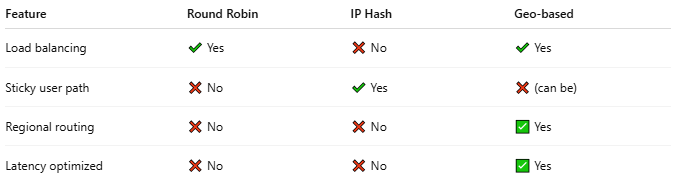 Feature Round Robin IP Hash Geo-based
Load balancing ✔ Yes ❌ No ✔ Yes
Sticky user path ❌ No ✔ Yes ❌ (can be)
Regional routing ❌ No ❌ No ✅ Yes
Latency optimized ❌ No ❌ No ✅ Yes